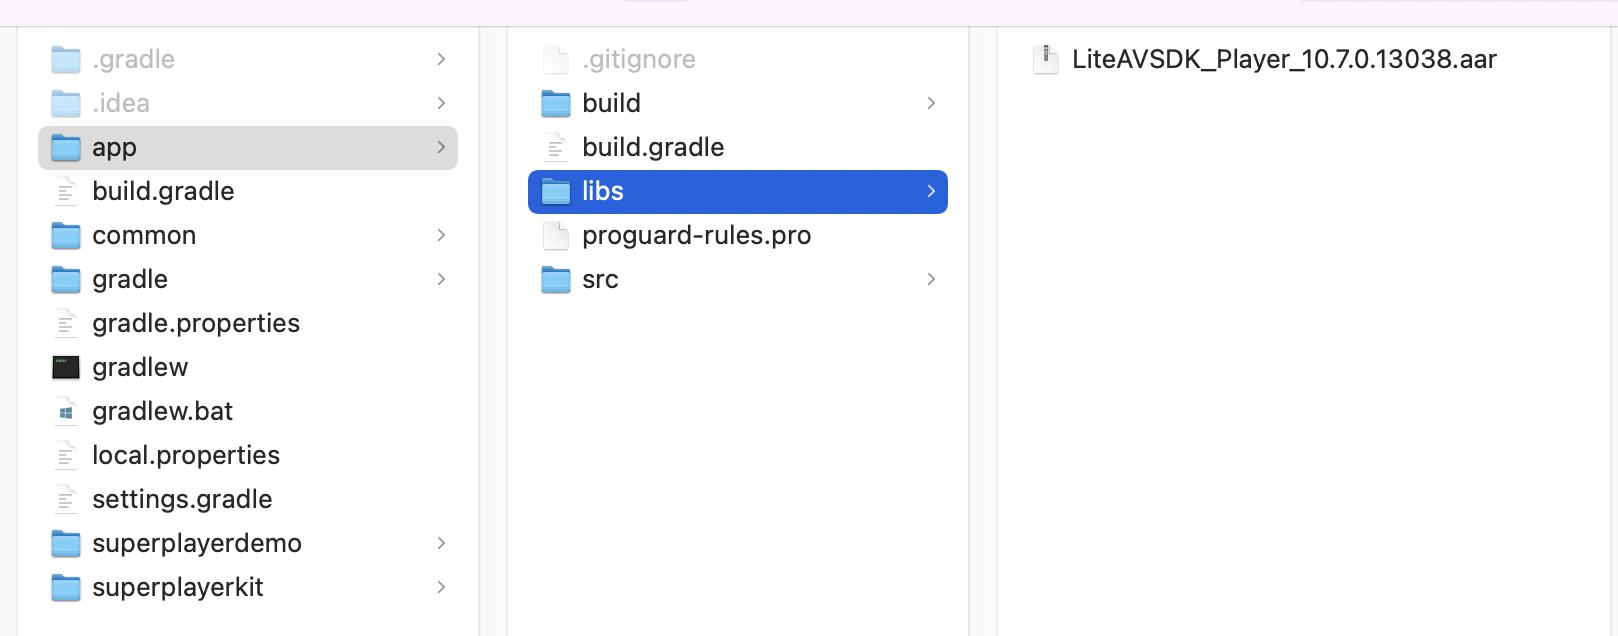 .gradle
.idea
app
build.gradle
common
gradle
gradle.properties
gradlew
gradlew.bat
local.properties
settings.gradle
superplayerdemo
superplayerkit
.gitignore
build
build.gradle
libs
proguard-rules.pro
src
LiteAVSDK_Player_10.7.0.13038.aar